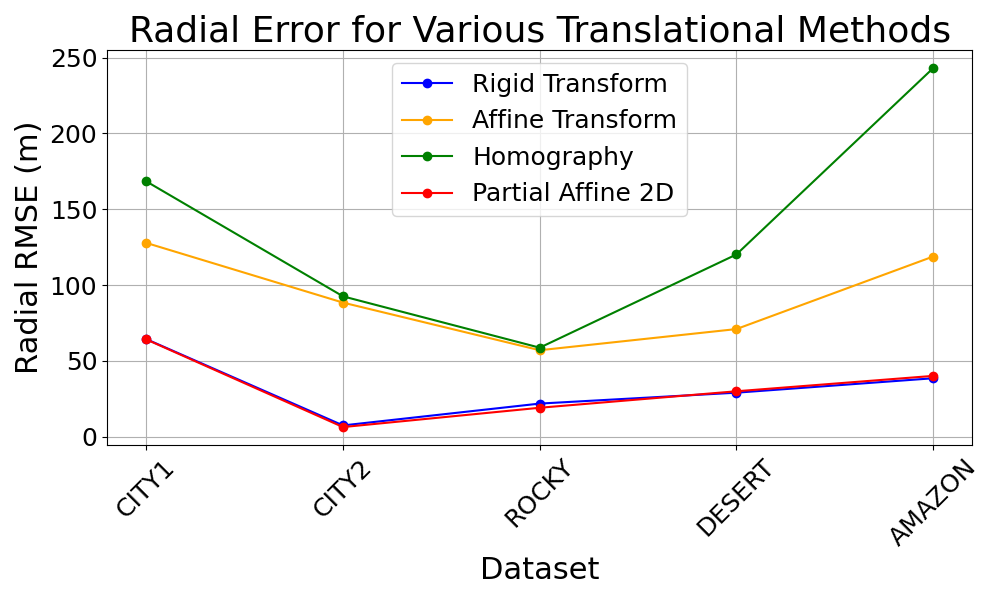 Radial Error for Various Translational Methods
Radial RMSE (m)
250
200
150
100
50
0
Rigid Transform
Affine Transform
Homography
Partial Affine 2D
CITY1
CITY2
ROCKY
DESERT
AMAZON
Dataset